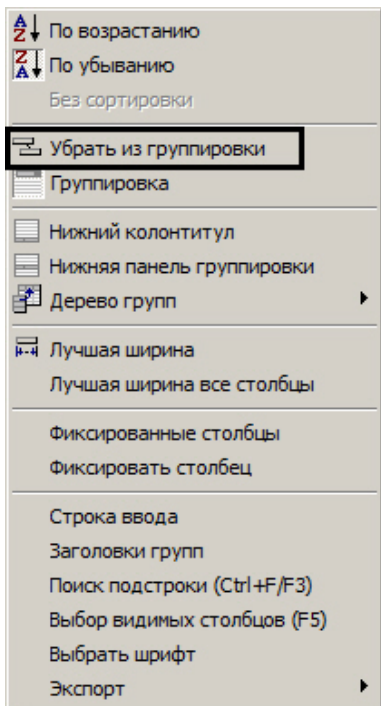 По возрастанию
По убыванию
Без сортировки
Убрать из группировки
Группировка
Нижний колонтитул
Нижняя панель группировки
Дерево групп
Лучшая ширина
Лучшая ширина все столбцы
Фиксированные столбцы
Фиксировать столбец
Строка ввода
Заголовки групп
Поиск подстроки (Ctrl+F/F3)
Выбор видимых столбцов (F5)
Выбрать шрифт
Экспорт